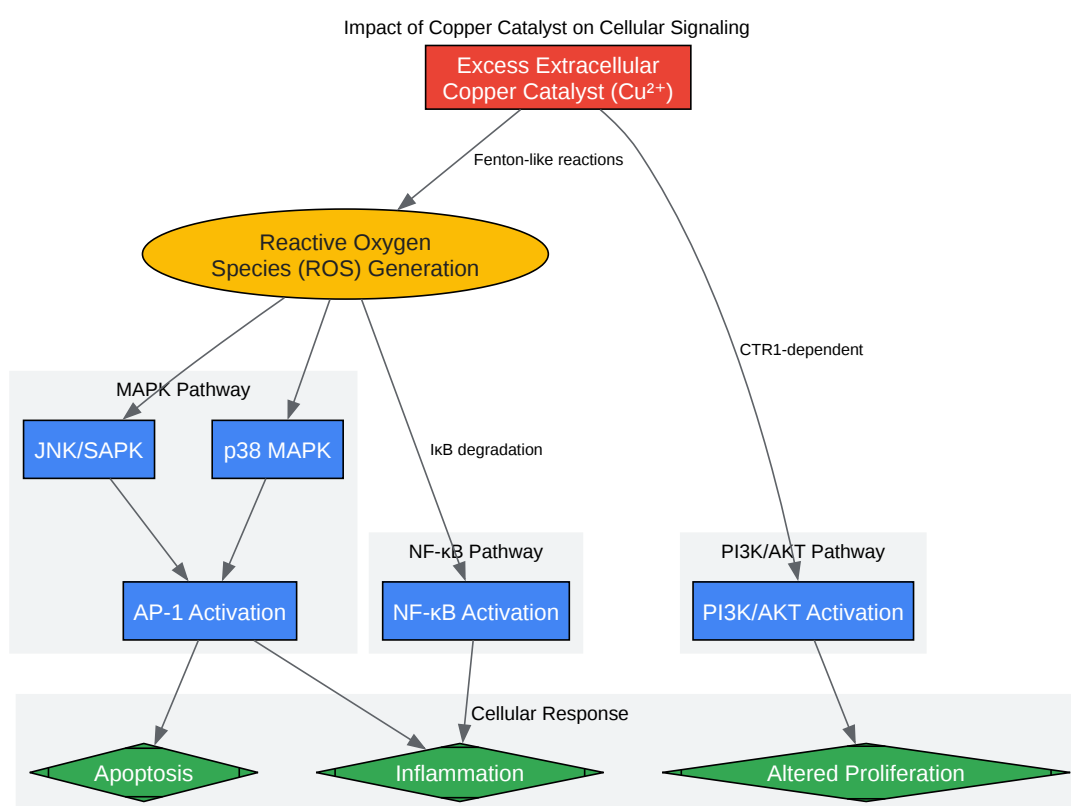 Impact of Copper Catalyst on Cellular Signaling
Excess Extracellular
Copper Catalyst (Cu²⁺)
Fenton-like reactions
Reactive Oxygen
Species (ROS) Generation
CTR1-dependent
MAPK Pathway
JNK/SAPK
p38 MAPK
IκB degradation
NF-κB Pathway
PI3K/AKT Pathway
AP-1 Activation
NF-κB Activation
PI3K/AKT Activation
Cellular Response
Apoptosis
Inflammation
Altered Proliferation